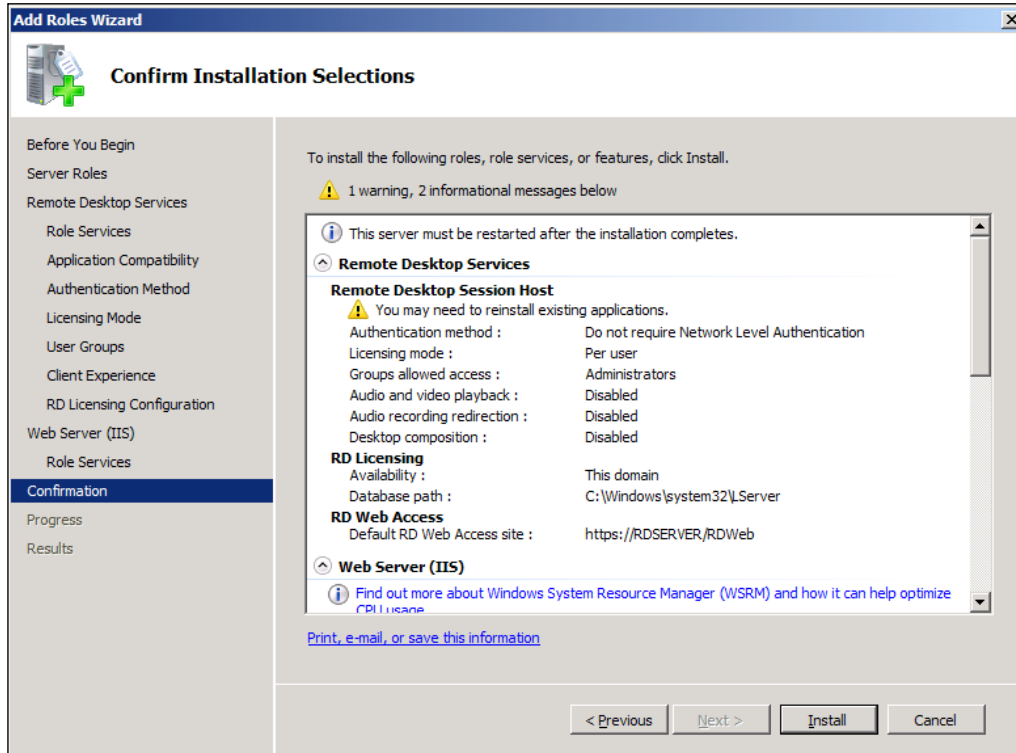 Add Roles Wizard
Confirm Installation Selections
Before You Begin
Server Roles
Remote Desktop Services
Role Services
Application Compatibility
Authentication Method
Licensing Mode
User Groups
Client Experience
RD Licensing Configuration
Web Server (IIS)
Role Services
Confirmation
Progress
Results
To install the following roles, role services, or features, click Install.
1 warning, 2 informational messages below
This server must be restarted after the installation completes.
Remote Desktop Services
Remote Desktop Session Host
You may need to reinstall existing applications.
Authentication method : Do not require Network Level Authentication
Licensing mode : Per user
Groups allowed access : Administrators
Audio and video playback : Disabled
Audio recording redirection : Disabled
Desktop composition : Disabled
RD Licensing
Availability : This domain
Database path : C:\Windows\system32\LServer
RD Web Access
Default RD Web Access site : https://RDSERVER/RDWeb
Web Server (IIS)
Find out more about Windows System Resource Manager (WSRM) and how it can help optimize
CPU usage
Print, e-mail, or save this information
< Previous Next > Install Cancel